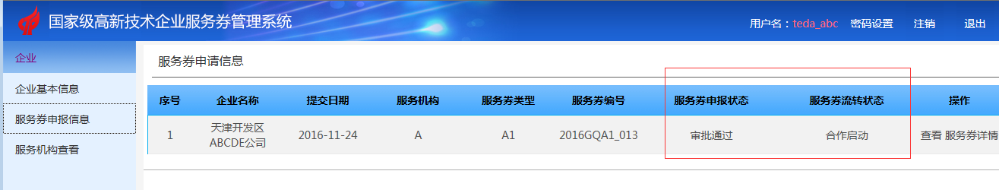 国家级高新技术企业服务券管理系统
用户名：teda_abc 密码设置 注销 退出
企业
企业基本信息
服务券申报信息
服务机构查看
服务券申请信息
序号 企业名称 提交日期 服务机构 服务券类型 服务券编号 服务券申报状态 服务券流转状态 操作
1 天津开发区 2016-11-24 A A1 2016GQA1_013 审批通过 合作启动 查看 服务券详情
ABCDE公司